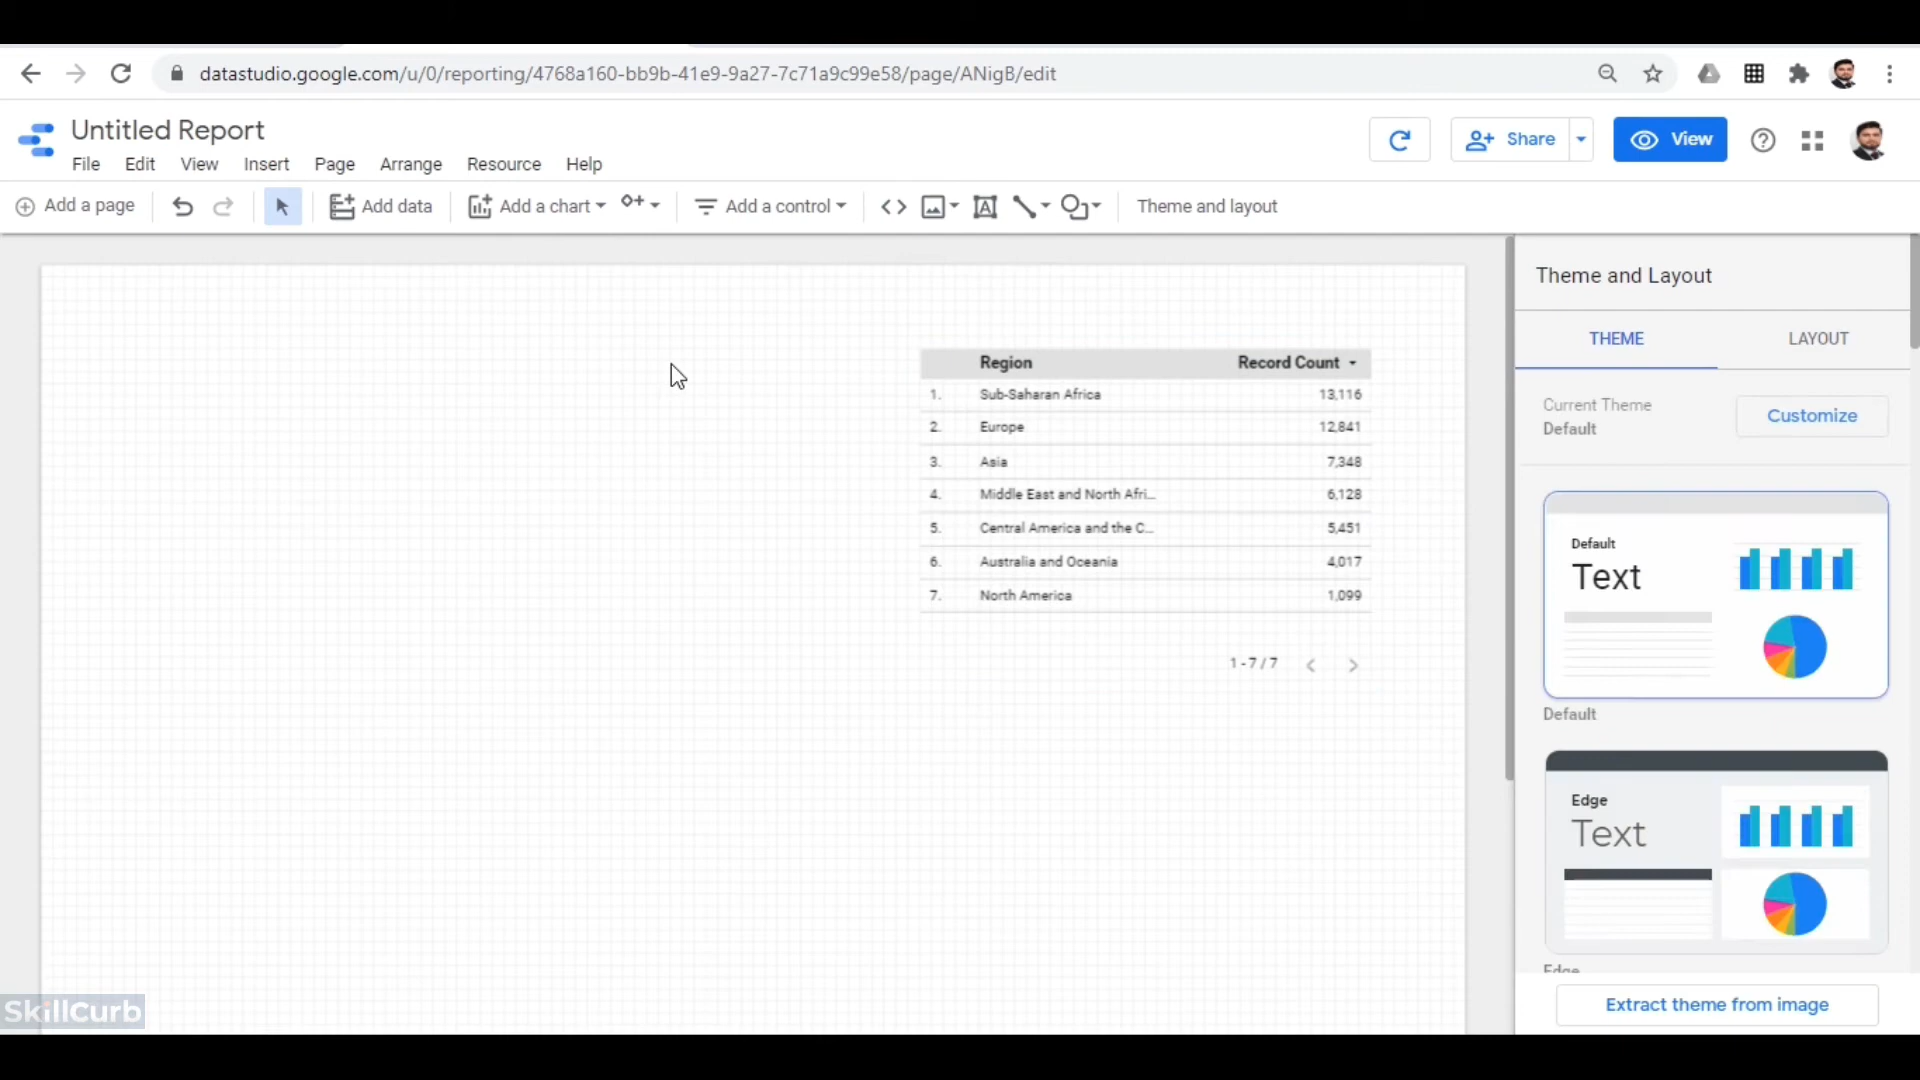 datastudio.google.com/u/0/reporting/4768a160-bb9b-41e9-9a27-7c71a9c99e58/page/ANigB/edit
Untitled Report
File Edit View Insert Page Arrange Resource Help
Share
View
Add a page
Add data
Add a chart
Add a control
Theme and layout
Region Record Count
1. Sub-Saharan Africa 13,116
2. Europe 12,841
3. Asia 7,348
4. Middle East and North Afri...
6,128
5. Central America and the C...
5,451
6. Australia and Oceania 4,017
7. North America 1,099
1 - 7 / 7
Theme and Layout
THEME LAYOUT
Current Theme
Default
Customize
Default
Text
Default
Edge
Text
Edge
Extract theme from image
SkillCurb